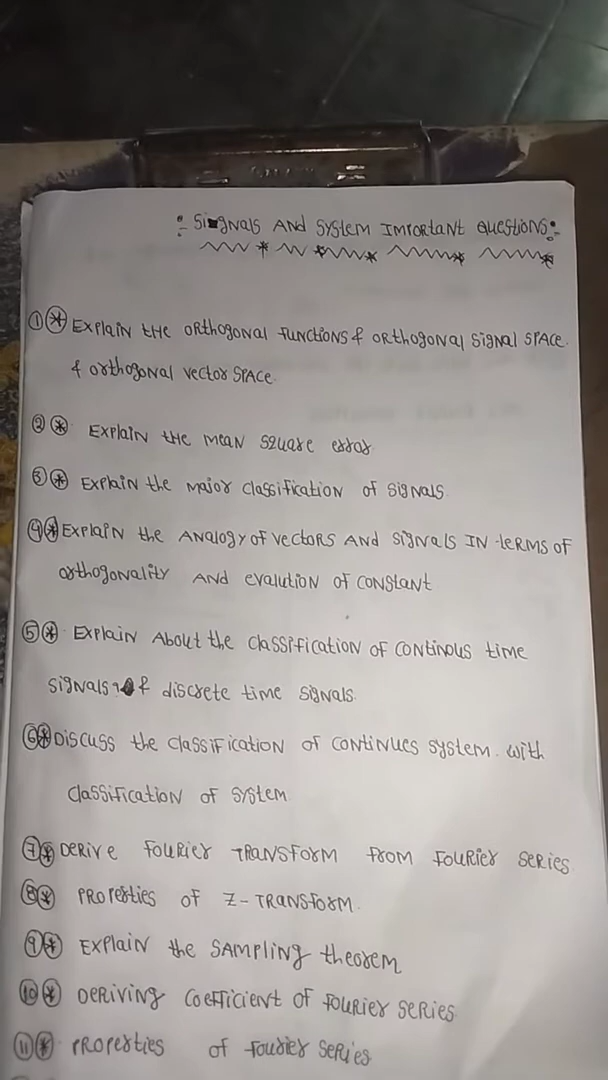 :- Signals And System Important Questions:-
1) * Explain the orthogonal functions & orthogonal signal space.
& orthogonal vector space.
2) * Explain the mean square error
3) * Explain the major classification of signals
4) * Explain the Analogy of vectors And signals In terms of
orthogonality And evalution of constant
5) * Explain About the classification of continous time
signals & discrete time signals.
6) * Discuss the classification of continues system. with
classification of system
7) * Derive Fourier Transform from Fourier series
8) * Properties of Z-Transform.
9) * Explain the Sampling theorem
10) * Deriving Coefficient of Fourier series
11) * Properties of Fourier series